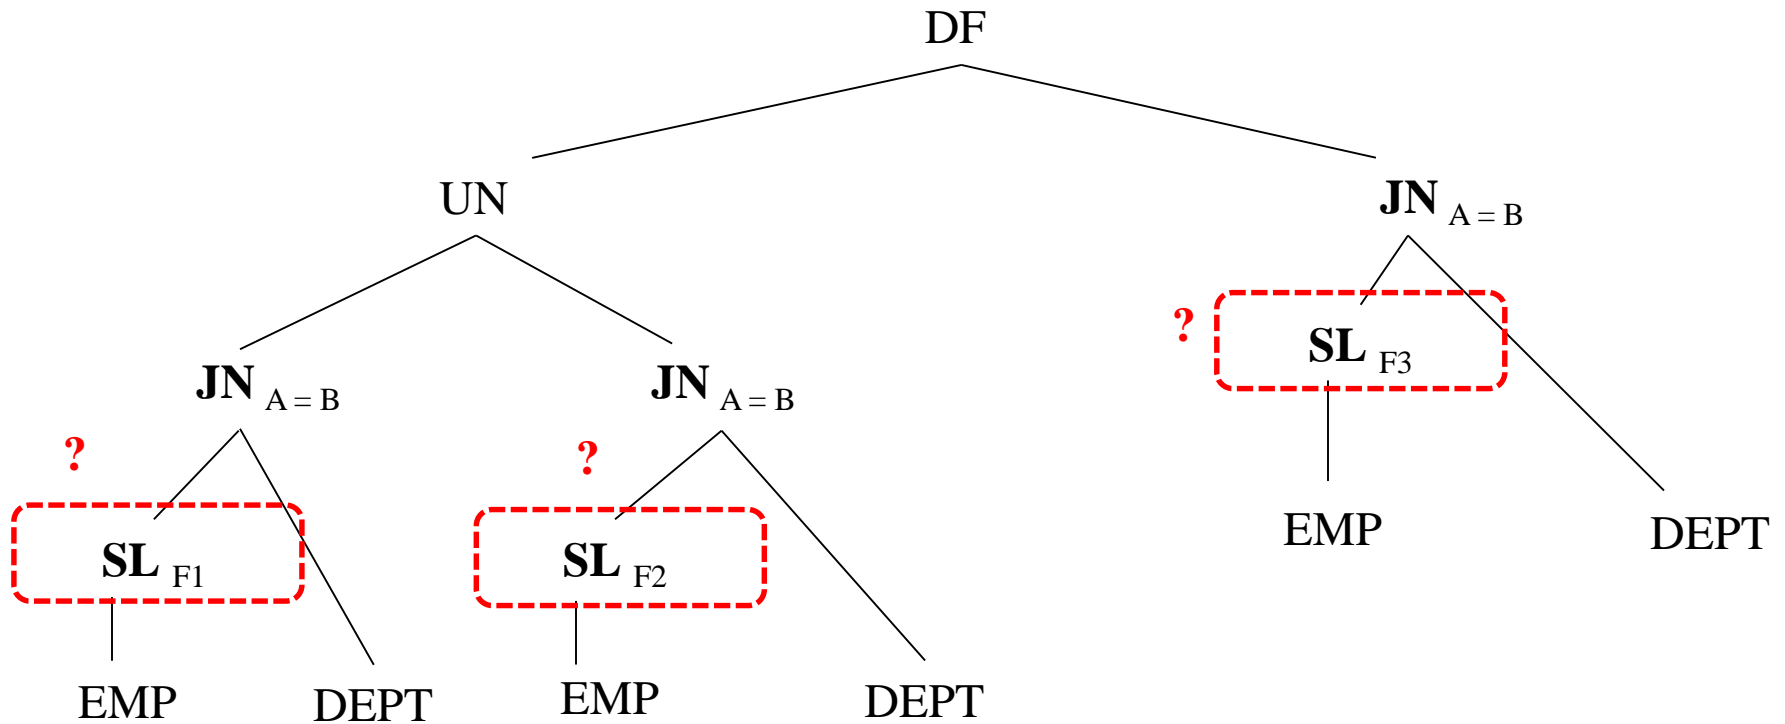 DF
UN
JN A = B
JN A = B
JN A = B
?
SL F3
?
SL F1
?
SL F2
EMP
DEPT
EMP
DEPT
EMP
DEPT